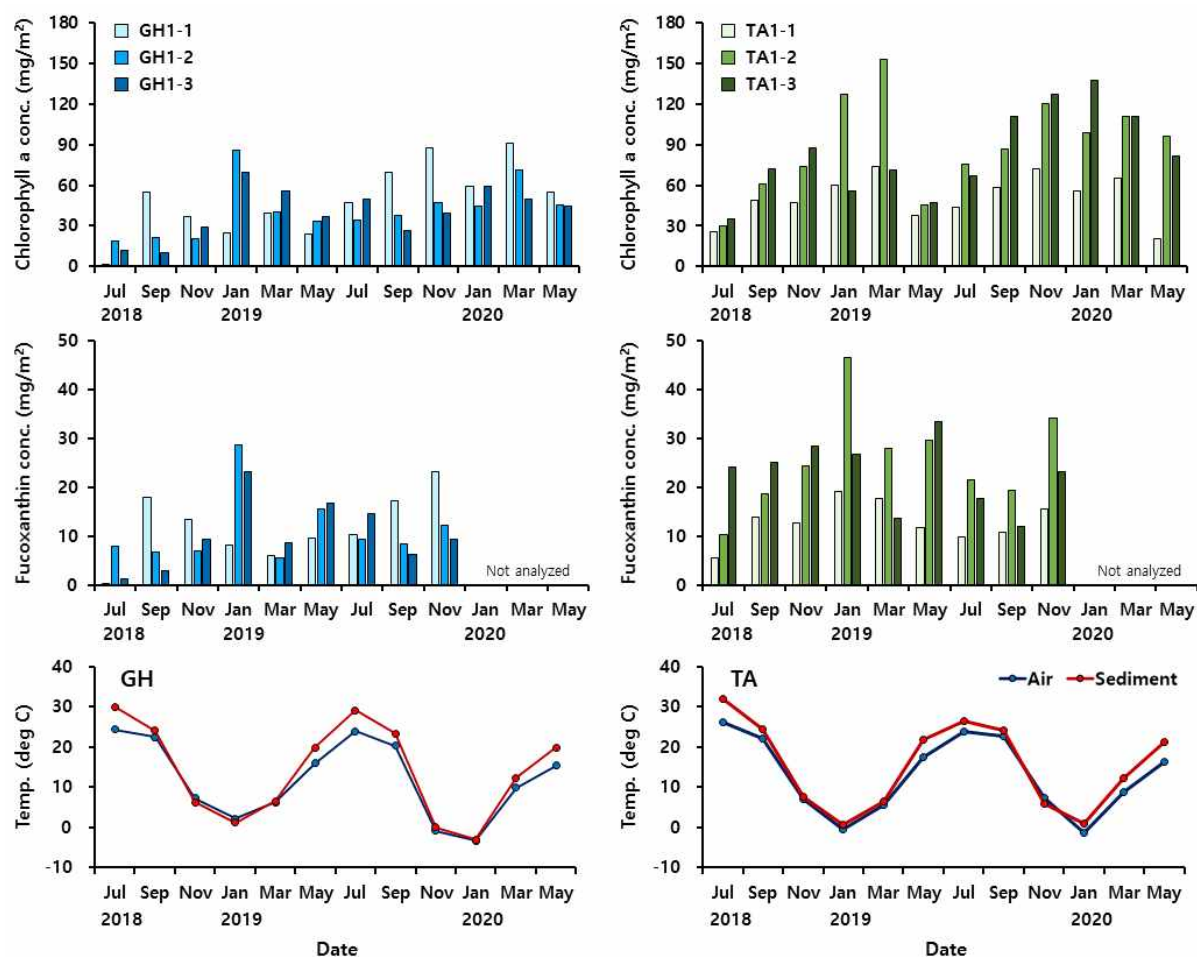 Chlorophyll a conc. (mg/m²)
180
150
120
90
60
30
0
GH1-1
GH1-2
GH1-3
Jul Sep Nov Jan Mar May Jul Sep Nov Jan Mar May
2018 2019 2020
Chlorophyll a conc. (mg/m²)
180
150
120
90
60
30
0
TA1-1
TA1-2
TA1-3
Jul Sep Nov Jan Mar May Jul Sep Nov Jan Mar May
2018 2019 2020
Fucoxanthin conc. (mg/m²)
50
40
30
20
10
0
Not analyzed
Jul Sep Nov Jan Mar May Jul Sep Nov Jan Mar May
2018 2019 2020
Fucoxanthin conc. (mg/m²)
50
40
30
20
10
0
Not analyzed
Jul Sep Nov Jan Mar May Jul Sep Nov Jan Mar May
2018 2019 2020
Temp. (deg C)
40
30
20
10
0
-10
GH
Jul Sep Nov Jan Mar May Jul Sep Nov Jan Mar May
2018 2019 2020
Date
Temp. (deg C)
40
30
20
10
0
-10
TA
Air Sediment
Jul Sep Nov Jan Mar May Jul Sep Nov Jan Mar May
2018 2019 2020
Date